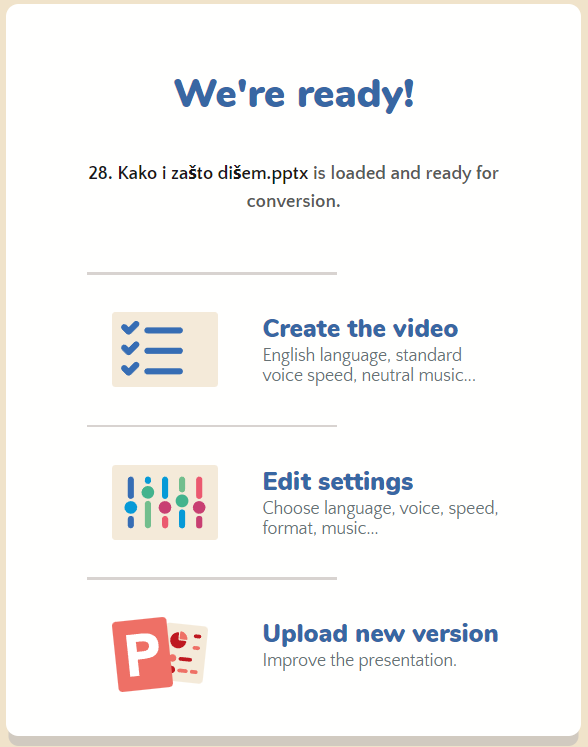 We're ready!
28. Kako i zašto dišem.pptx is loaded and ready for
conversion.
Create the video
English language, standard
voice speed, neutral music...
Edit settings
Choose language, voice, speed,
format, music...
P
Upload new version
Improve the presentation.